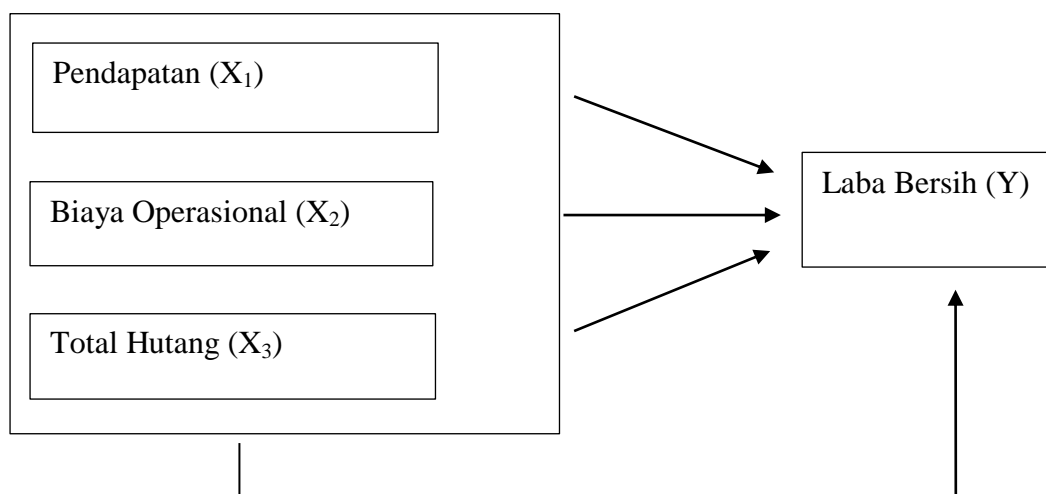 Pendapatan (X₁)
Biaya Operasional (X₂)
Total Hutang (X₃)
Laba Bersih (Y)